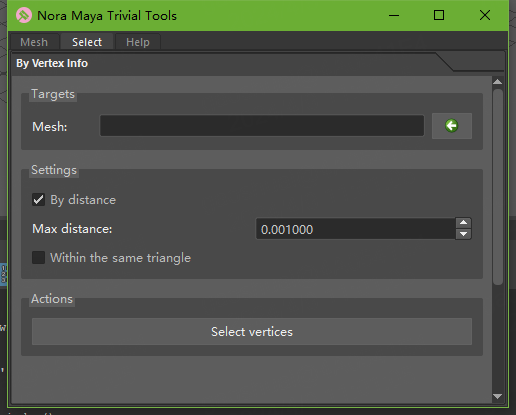 Nora Maya Trivial Tools
Mesh Select Help
By Vertex Info
Targets
Mesh:
Settings
By distance
Max distance: 0.001000
Within the same triangle
Actions
Select vertices